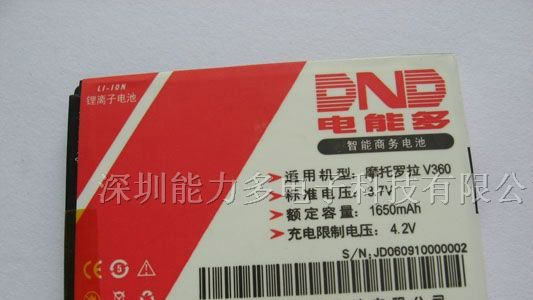 LI-ION
锂离子电池
DND
电能多
智能商务电池
适用机型: 摩托罗拉 V360
标准电压: 3.7V
额定容量: 1650mAh
充电限制电压: 4.2V
S/N: JD060910000002
深圳能力多电子科技有限公